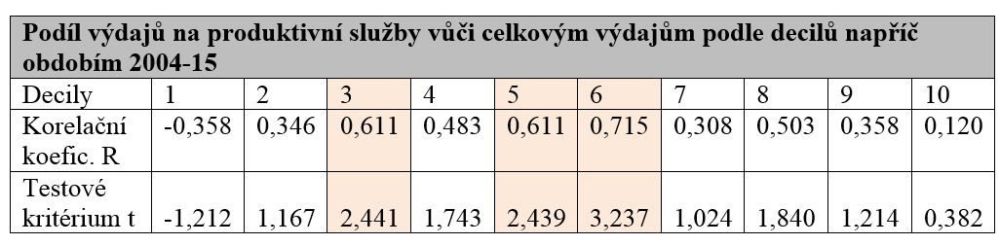 Podíl výdajů na produktivní služby vůči celkovým výdajům podle decilů napříč
obdobím 2004-15
Decily 1 2 3 4 5 6 7 8 9 10
Korelační
koefic. R -0,358 0,346 0,611 0,483 0,611 0,715 0,308 0,503 0,358 0,120
Testové
kritérium t -1,212 1,167 2,441 1,743 2,439 3,237 1,024 1,840 1,214 0,382